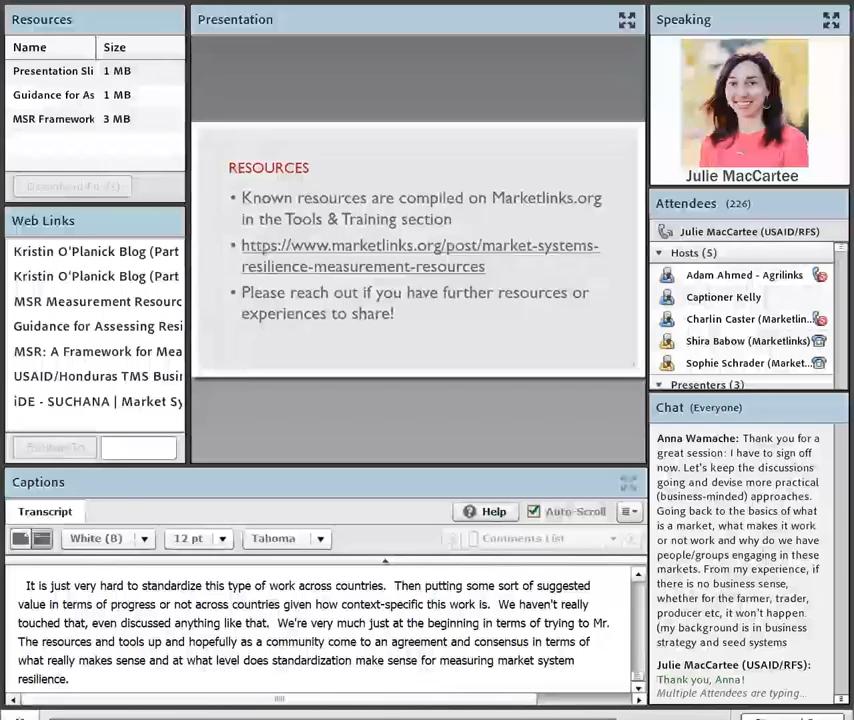 Resources
Name Size
Presentation Sli 1 MB
Guidance for As 1 MB
MSR Framework 3 MB
Web Links
Kristin O'Planick Blog (Part
Kristin O'Planick Blog (Part
MSR Measurement Resourc
Guidance for Assessing Resi
MSR: A Framework for Mea
USAID/Honduras TMS Busin
iDE - SUCHANA | Market Sy
Presentation
RESOURCES
• Known resources are compiled on Marketlinks.org
in the Tools & Training section
• https://www.marketlinks.org/post/market-systems-
resilience-measurement-resources
• Please reach out if you have further resources or
experiences to share!
Captions
Transcript
Help
Auto-Scroll
White (B) 12 pt Tahoma Comments List
It is just very hard to standardize this type of work across countries. Then putting some sort of suggested
value in terms of progress or not across countries given how context-specific this work is. We haven't really
touched that, even discussed anything like that. We're very much just at the beginning in terms of trying to Mr.
The resources and tools up and hopefully as a community come to an agreement and consensus in terms of
what really makes sense and at what level does standardization make sense for measuring market system
resilience.
Speaking
Julie MacCartee
Attendees (226)
Julie MacCartee (USAID/RFS)
Hosts (5)
Adam Ahmed - Agrilinks
Captioner Kelly
Charlin Caster (Marketlin...
Shira Babow (Marketlinks)
Sophie Schrader (Market...
Presenters (3)
Chat (Everyone)
Anna Wamache: Thank you for a
great session: I have to sign off
now. Let's keep the discussions
going and devise more practical
(business-minded) approaches.
Going back to the basics of what
is a market, what makes it work
or not work and why do we have
people/groups engaging in these
markets. From my experience, if
there is no business sense,
whether for the farmer, trader,
producer etc, it won't happen.
(my background is in business
strategy and seed systems
Julie MacCartee (USAID/RFS):
Thank you, Anna!
Multiple Attendees are typing...